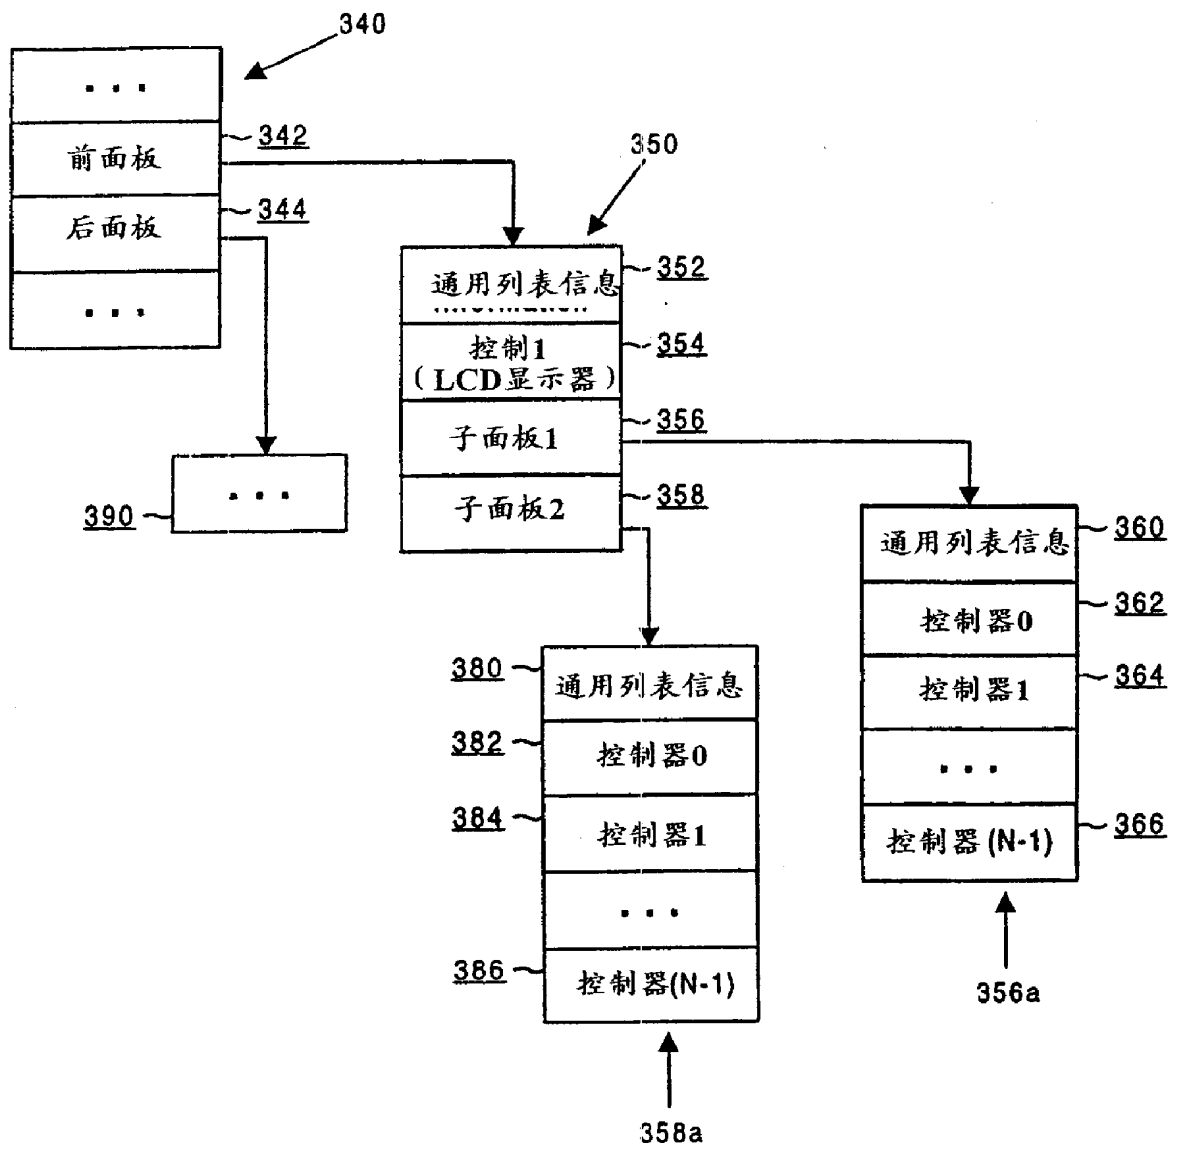 340
...
342
前面板
350
344
后面板
352
通用列表信息
...
354
控制1
(LCD显示器)
356
子面板1
...
358
390
子面板2
360
通用列表信息
362
控制器0
380
364
通用列表信息
控制器1
382
控制器0
...
384
控制器1
366
控制器(N-1)
...
386
控制器(N-1)
356a
358a